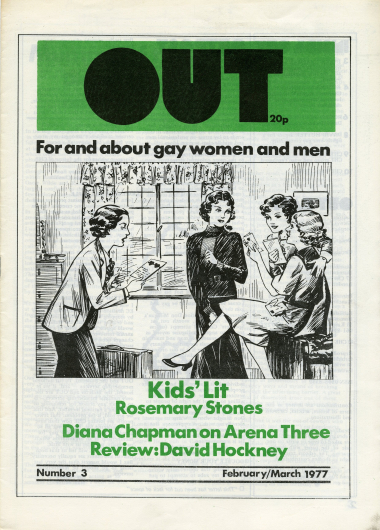 OUT
20p
For and about gay women and men
Kids' Lit
Rosemary Stones
Diana Chapman on Arena Three
Review: David Hockney
Number 3
February/March 1977